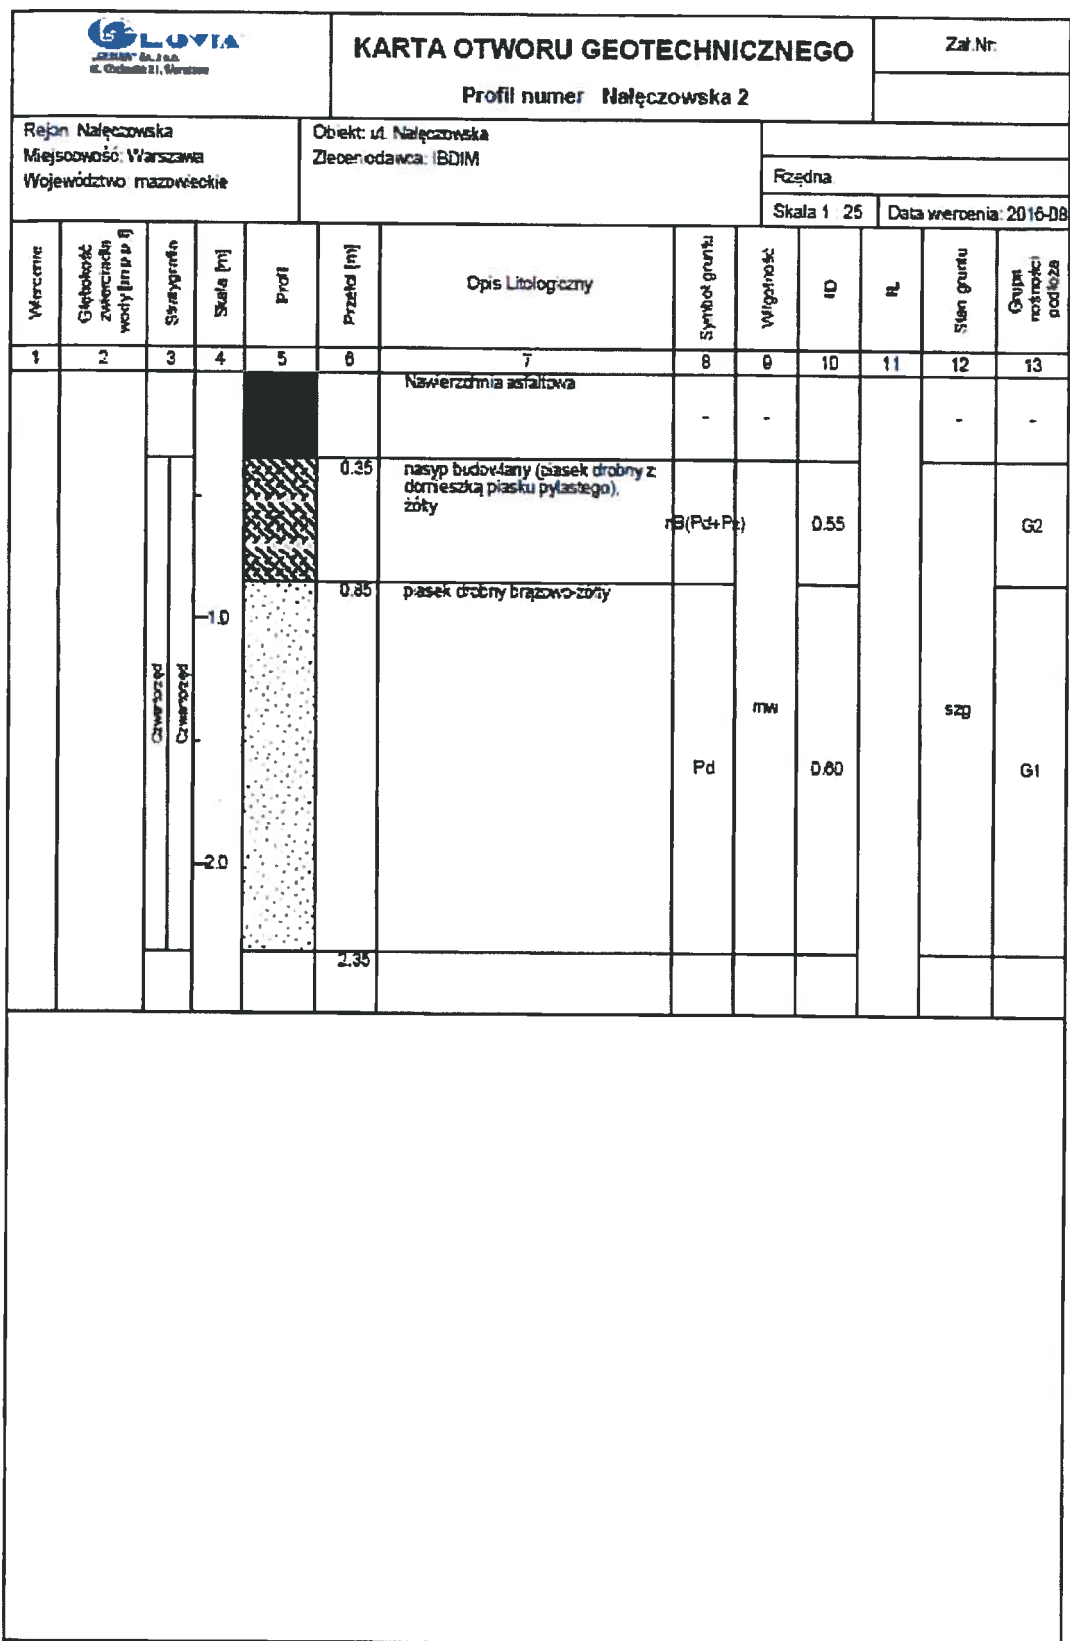 KARTA OTWORU GEOTECHNICZNEGO
Zał.Nr:
Profil numer Nałęczowska 2
Rejon: Nałęczowska
Miejscowość: Warszawa
Województwo: mazowieckie
Obiekt: ul. Nałęczowska
Zleceniodawca: IBDIM
Rzędna
Skala 1 : 25
Data wiercenia: 2016-08
Wiercenie
Głębokość zwierciadła wody
Stratygrafia
Skala [m]
Profil
Przelot [m]
Opis Litologiczny
Symbol gruntu
Wilgotność
ID
IL
Stan gruntu
Grupa nośności podłoża
1 2 3 4 5 6 7 8 9 10 11 12 13
Nawierzchnia asfaltowa
- - - -
0.35 nasyp budowlany (piasek drobny z
domieszką piasku pylastego),
żółty
nB(Pd+Pπ) 0.55 G2
0.85 piasek drobny brązowo-żółty
1.0
Czwartorzęd
Czwartorzęd
mw szg
Pd 0.60 G1
2.0
2.35